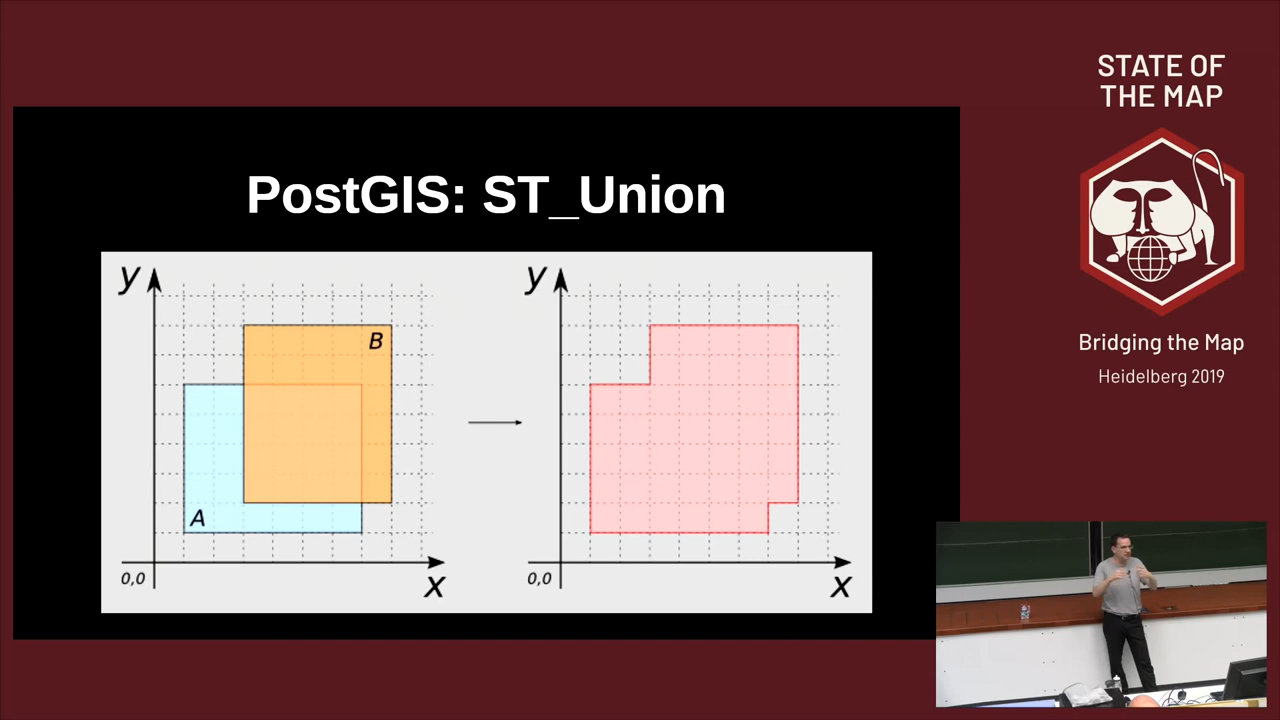 STATE OF
THE MAP
PostGIS: ST_Union
y
B
A
0,0
x
y
0,0
x
Bridging the Map
Heidelberg 2019